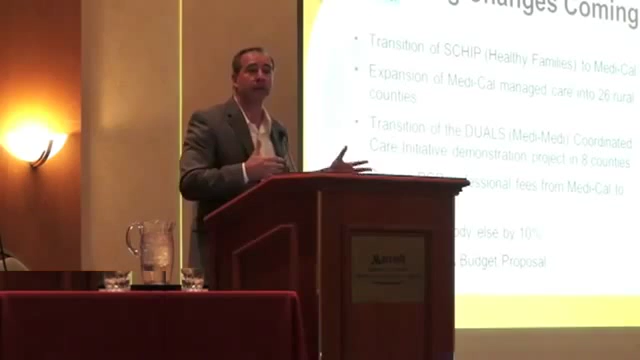 Changes Coming
• Transition of SCHIP (Healthy Families) to Medi-Cal
• Expansion of Medi-Cal managed care into 26 rural
counties
• Transition of the DUALS (Medi-Medi) Coordinated
Care Initiative demonstration project in 8 counties
fees from Medi-Cal to
else by 10%
Budget Proposal
Marriott